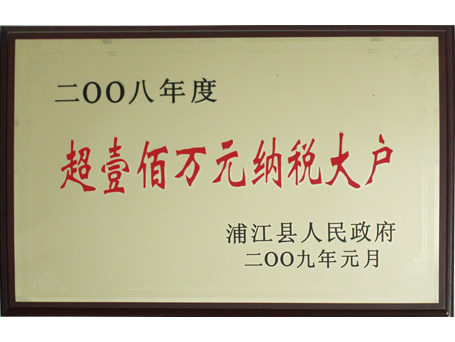 二OO八年度
超壹佰万元纳税大户
浦江县人民政府
二OO九年元月